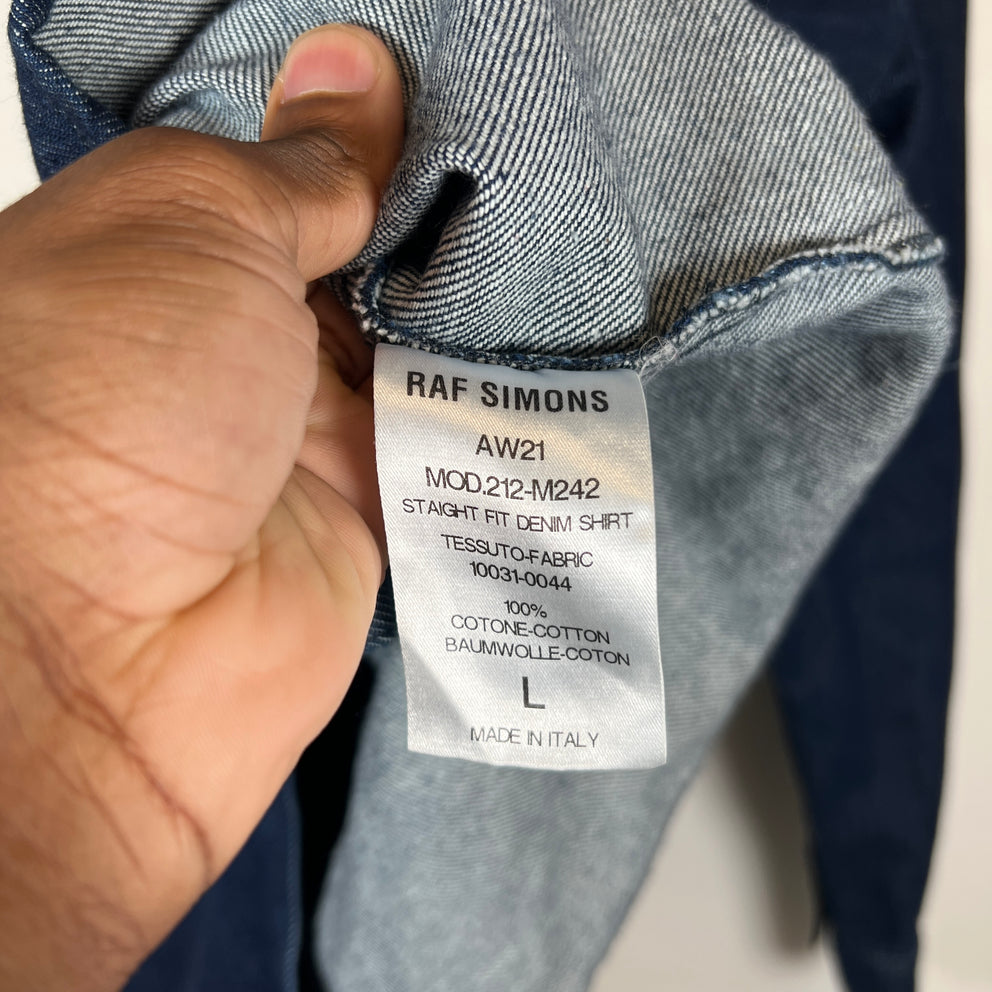 RAF SIMONS
AW21
MOD.212-M242
STAIGHT FIT DENIM SHIRT
TESSUTO-FABRIC
10031-0044
100%
COTONE-COTTON
BAUMWOLLE-COTON
L
MADE IN ITALY